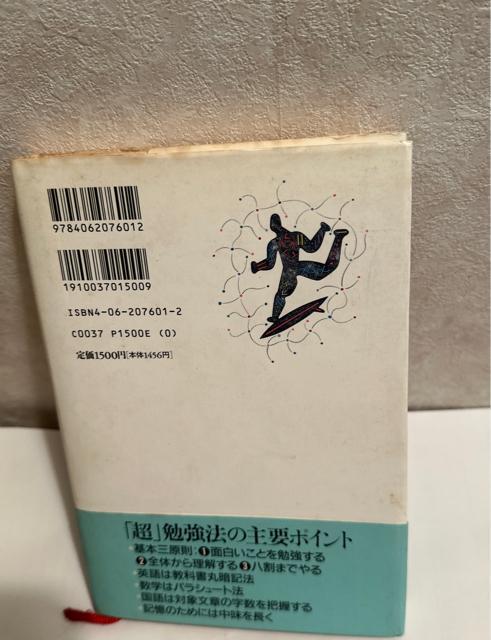 9784062076012
1910037015009
ISBN4-06-207601-2
C0037 P1500E (0)
定価1500円[本体1456円]
「超」勉強法の主要ポイント
・基本三原則:❶面白いことを勉強する
❷全体から理解する❸八割までやる
・英語は教科書丸暗記法
・数学はパラシュート法
・国語は対象文章の字数を把握する
・記憶のためには中味を長く